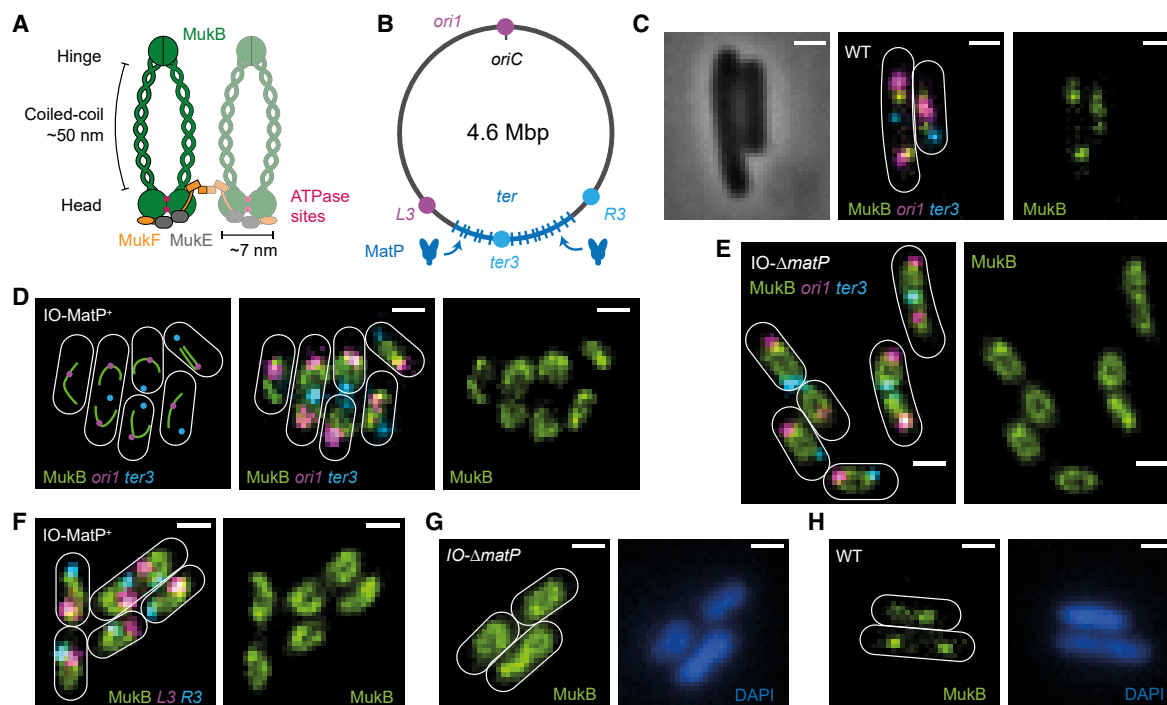 A
MukB
Hinge
Coiled-coil
~50 nm
Head
ATPase
sites
MukF
MukE
~7 nm
B
ori1
oriC
4.6 Mbp
L3
ter
R3
MatP
ter3
C
WT
MukB ori1 ter3
MukB
D
IO-MatP⁺
MukB ori1 ter3
MukB ori1 ter3
MukB
E
IO-ΔmatP
MukB ori1 ter3
MukB
F
IO-MatP⁺
MukB L3 R3
MukB
G
IO-ΔmatP
MukB
DAPI
H
WT
MukB
DAPI